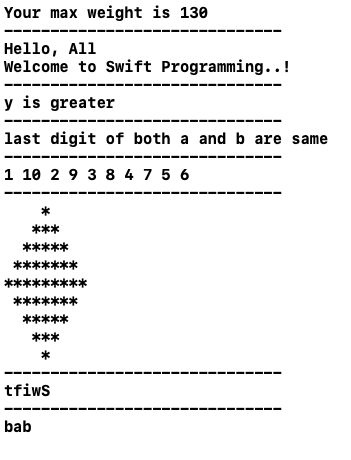 Your max weight is 130
------------------------------
Hello, All
Welcome to Swift Programming..!
------------------------------
y is greater
------------------------------
last digit of both a and b are same
------------------------------
1 10 2 9 3 8 4 7 5 6
------------------------------
    *
   ***
  *****
 *******
*********
 *******
  *****
   ***
    *
------------------------------
tfiwS
------------------------------
bab